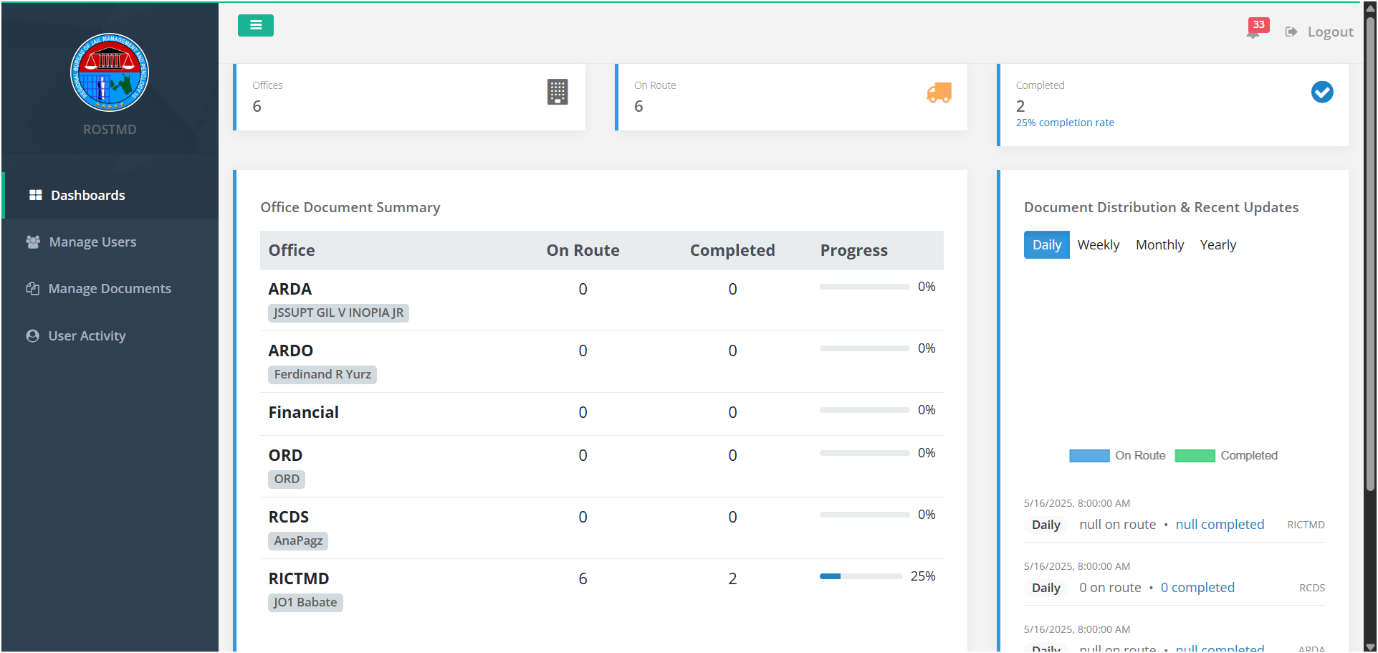 33
Logout
ROSTMD
Dashboards
Manage Users
Manage Documents
User Activity
Offices
6
On Route
6
Completed
2
25% completion rate
Office Document Summary
Office On Route Completed Progress
ARDA 0 0 0%
JSSUPT GIL V INOPIA JR
ARDO 0 0 0%
Ferdinand R Yurz
Financial 0 0 0%
ORD 0 0 0%
ORD
RCDS 0 0 0%
AnaPagz
RICTMD 6 2 25%
JO1 Babate
Document Distribution & Recent Updates
Daily Weekly Monthly Yearly
On Route Completed
5/16/2025, 8:00:00 AM
Daily null on route • null completed RICTMD
5/16/2025, 8:00:00 AM
Daily 0 on route • 0 completed RCDS
5/16/2025, 8:00:00 AM
Daily null on route • null completed ARDA